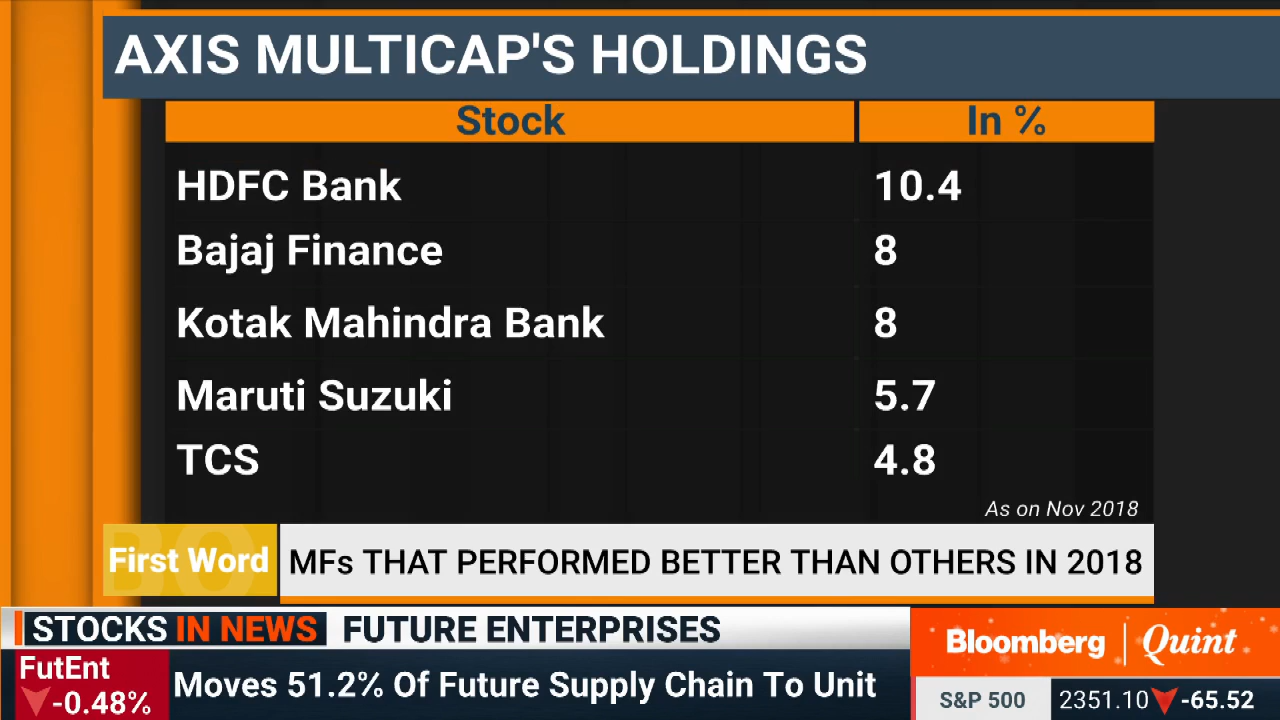 AXIS MULTICAP'S HOLDINGS
Stock In %
HDFC Bank 10.4
Bajaj Finance 8
Kotak Mahindra Bank 8
Maruti Suzuki 5.7
TCS 4.8
As on Nov 2018
First Word MFs THAT PERFORMED BETTER THAN OTHERS IN 2018
STOCKS IN NEWS FUTURE ENTERPRISES
FutEnt
-0.48%
Moves 51.2% Of Future Supply Chain To Unit
Bloomberg | Quint
S&P 500 2351.10 -65.52